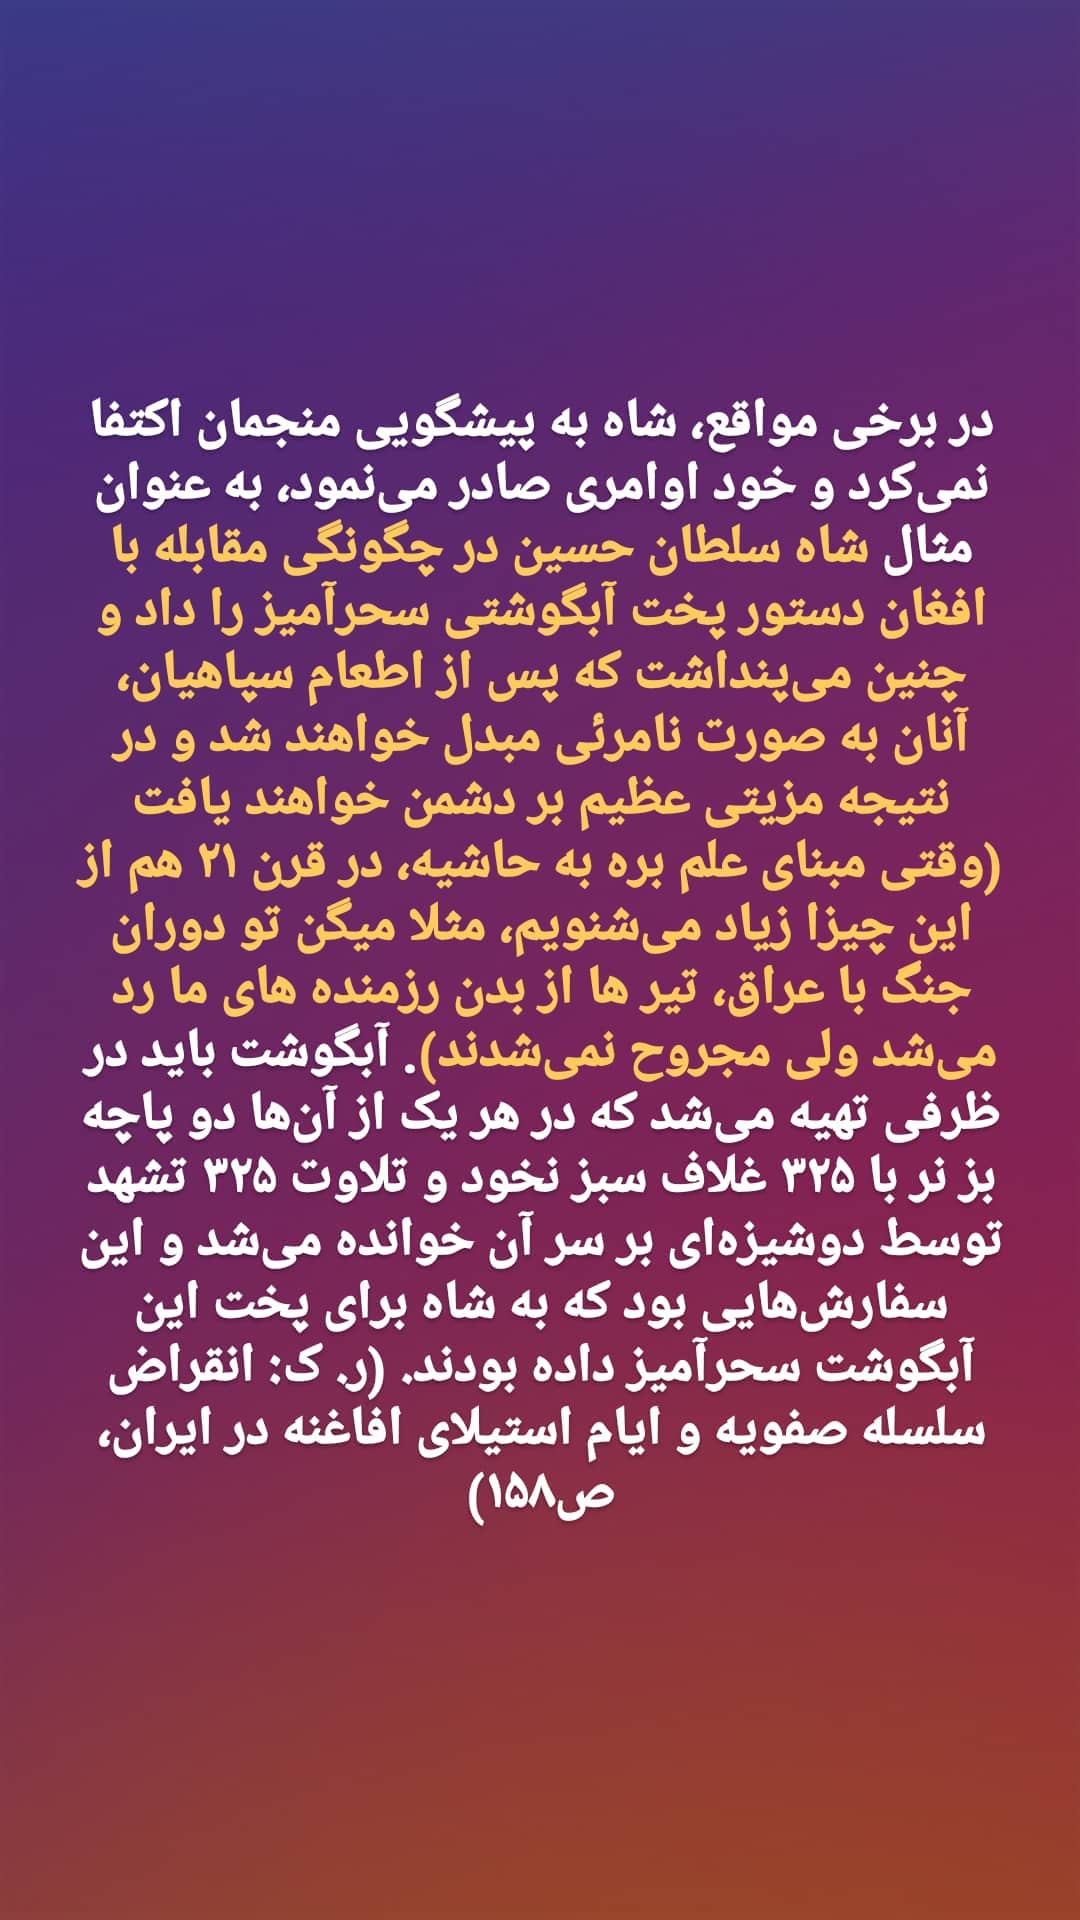 در برخی مواقع، شاه به پیشگویی منجمان اکتفا
نمی‌کرد و خود اوامری صادر می‌نمود، به عنوان
مثال شاه سلطان حسین در چگونگی مقابله با
افغان دستور پخت آبگوشتی سحرآمیز را داد و
چنین می‌پنداشت که پس از اطعام سپاهیان،
آنان به صورت نامرئی مبدل خواهند شد و در
نتیجه مزیتی عظیم بر دشمن خواهند یافت
(وقتی مبنای علم بره به حاشیه، در قرن ۲۱ هم از
این چیزا زیاد می‌شنویم، مثلا میگن تو دوران
جنگ با عراق، تیر ها از بدن رزمنده های ما رد
می‌شد ولی مجروح نمی‌شدند). آبگوشت باید در
ظرفی تهیه می‌شد که در هر یک از آن‌ها دو پاچه
بز نر با ۳۲۵ غلاف سبز نخود و تلاوت ۳۲۵ تشهد
توسط دوشیزه‌ای بر سر آن خوانده می‌شد و این
سفارش‌هایی بود که به شاه برای پخت این
آبگوشت سحرآمیز داده بودند. (ر. ک: انقراض
سلسله صفویه و ایام استیلای افاغنه در ایران،
ص۱۵۸)